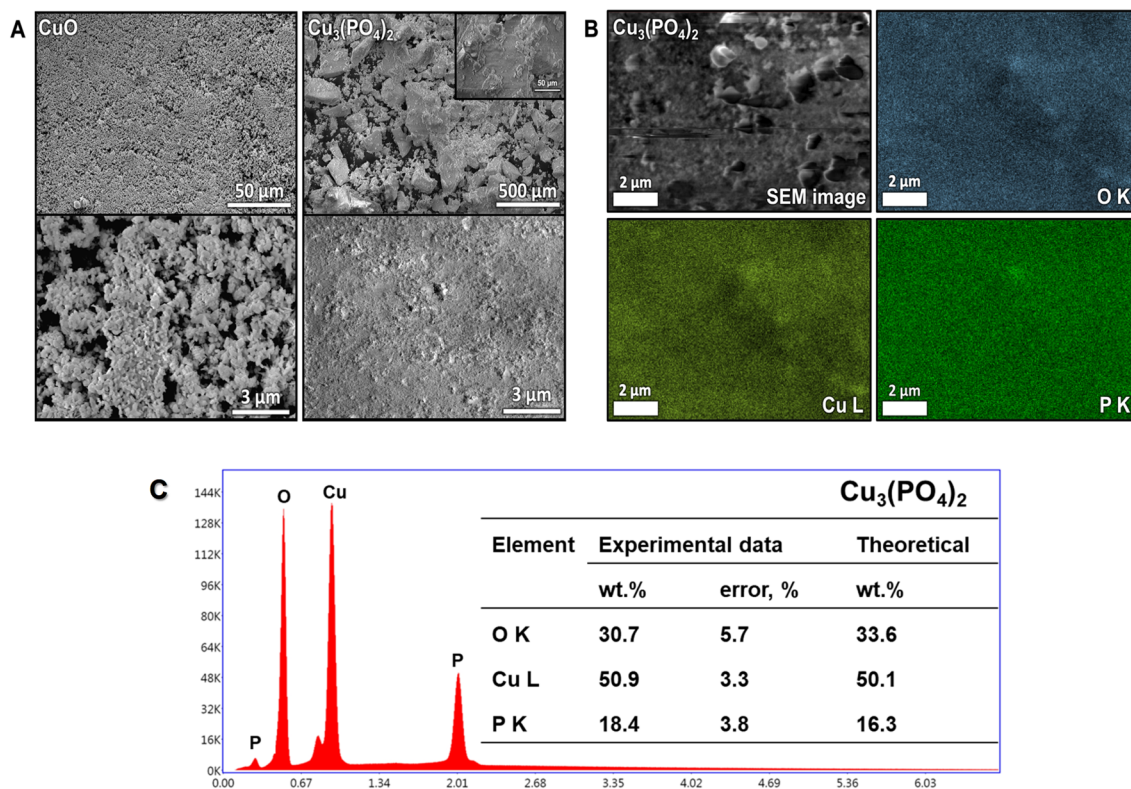 A
CuO
50 µm
3 µm
Cu₃(PO₄)₂
50 µm
500 µm
3 µm
B
Cu₃(PO₄)₂
2 µm
SEM image
2 µm
O K
2 µm
Cu L
2 µm
P K
C
Cu₃(PO₄)₂
144K
128K
112K
96K
80K
64K
48K
32K
16K
0K
P
O
Cu
P
0.00 0.67 1.34 2.01 2.68 3.35 4.02 4.69 5.36 6.03
Element Experimental data Theoretical
wt.% error, % wt.%
O K 30.7 5.7 33.6
Cu L 50.9 3.3 50.1
P K 18.4 3.8 16.3